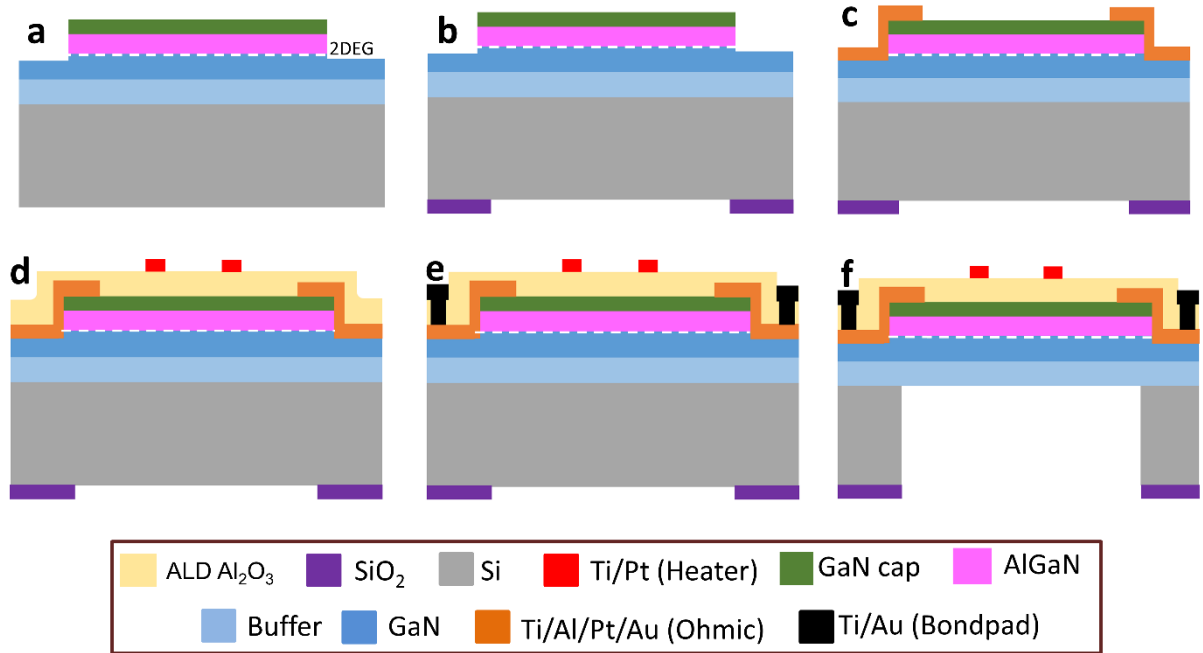 a
2DEG
b
c
d
e
f
ALD Al₂O₃
SiO₂
Si
Ti/Pt (Heater)
GaN cap
AlGaN
Buffer
GaN
Ti/Al/Pt/Au (Ohmic)
Ti/Au (Bondpad)